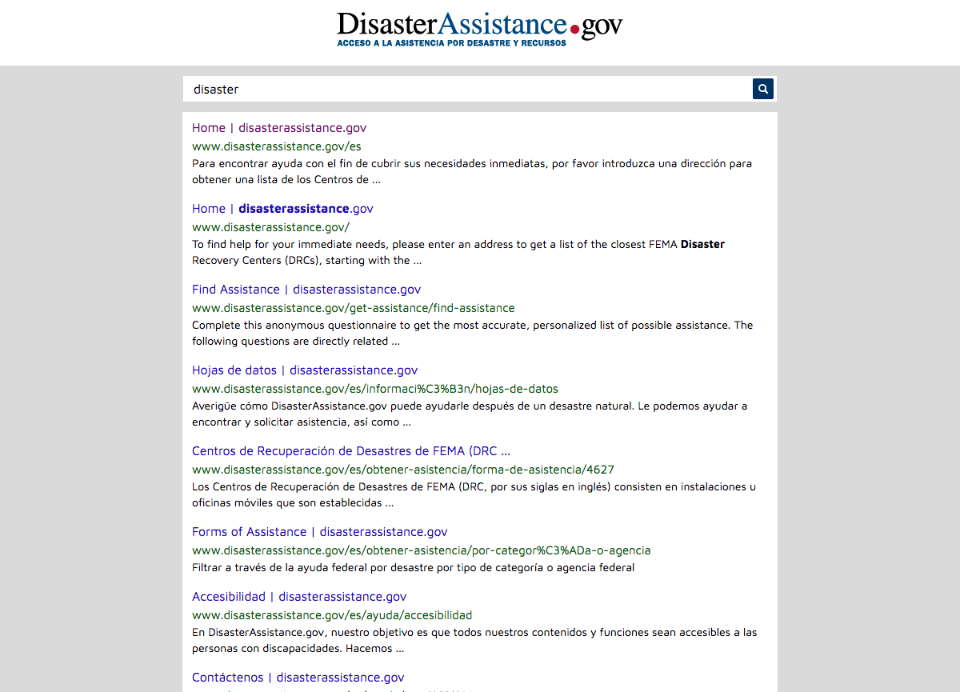 DisasterAssistance.gov
ACCESO A LA ASISTENCIA POR DESASTRE Y RECURSOS
disaster
Home | disasterassistance.gov
www.disasterassistance.gov/es
Para encontrar ayuda con el fin de cubrir sus necesidades inmediatas, por favor introduzca una dirección para
obtener una lista de los Centros de ...
Home | disasterassistance.gov
www.disasterassistance.gov/
To find help for your immediate needs, please enter an address to get a list of the closest FEMA Disaster
Recovery Centers (DRCs), starting with the ...
Find Assistance | disasterassistance.gov
www.disasterassistance.gov/get-assistance/find-assistance
Complete this anonymous questionnaire to get the most accurate, personalized list of possible assistance. The
following questions are directly related ...
Hojas de datos | disasterassistance.gov
www.disasterassistance.gov/es/informaci%C3%B3n/hojas-de-datos
Averigüe cómo DisasterAssistance.gov puede ayudarle después de un desastre natural. Le podemos ayudar a
encontrar y solicitar asistencia, así como ...
Centros de Recuperación de Desastres de FEMA (DRC ...
www.disasterassistance.gov/es/obtener-asistencia/forma-de-asistencia/4627
Los Centros de Recuperación de Desastres de FEMA (DRC, por sus siglas en inglés) consisten en instalaciones u
oficinas móviles que son establecidas ...
Forms of Assistance | disasterassistance.gov
www.disasterassistance.gov/es/obtener-asistencia/por-categor%C3%ADa-o-agencia
Filtrar a través de la ayuda federal por desastre por tipo de categoría o agencia federal
Accesibilidad | disasterassistance.gov
www.disasterassistance.gov/es/ayuda/accesibilidad
En DisasterAssistance.gov, nuestro objetivo es que todos nuestros contenidos y funciones sean accesibles a las
personas con discapacidades. Hacemos ...
Contáctenos | disasterassistance.gov